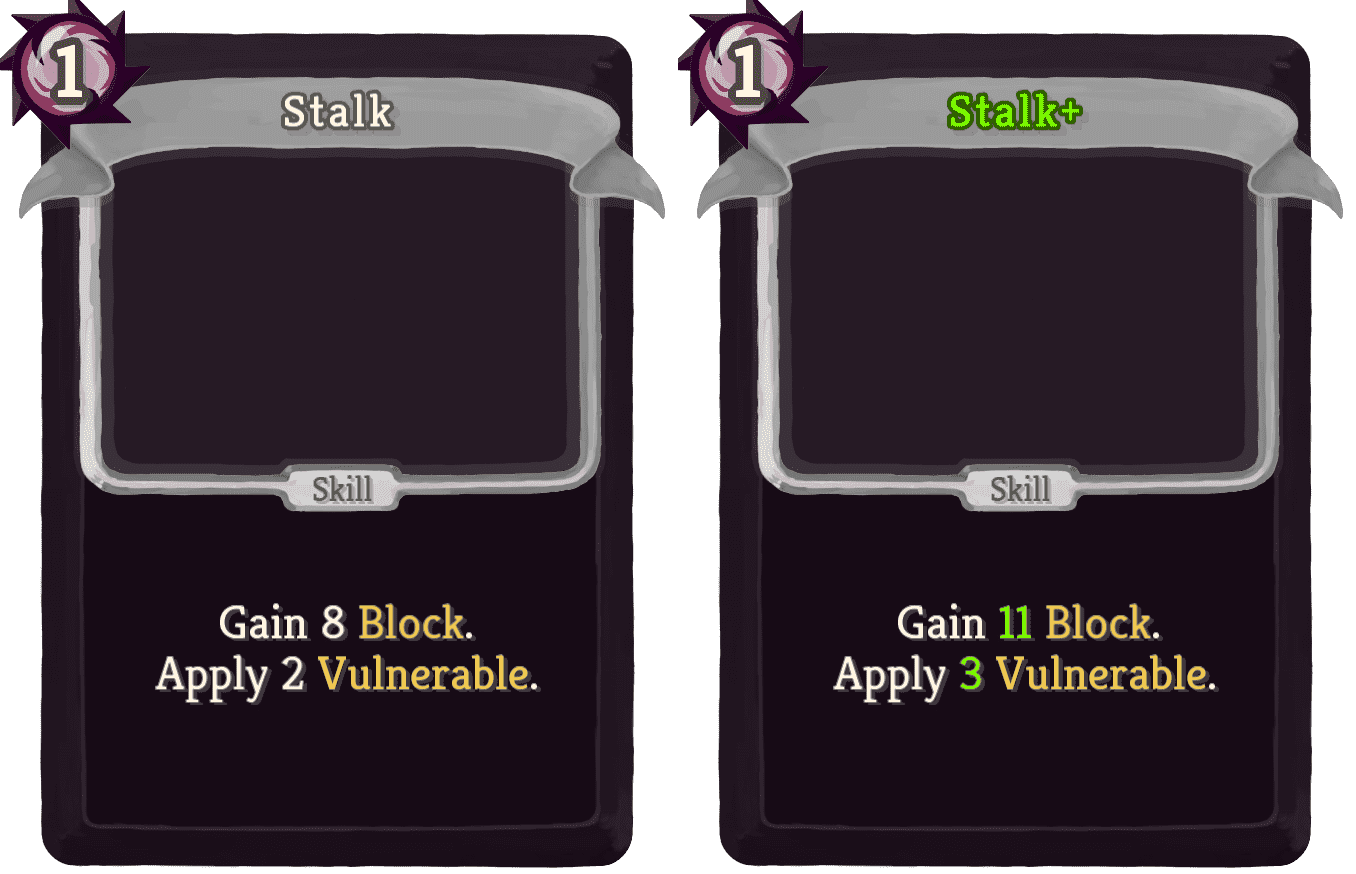 1
Stalk
Skill
Gain 8 Block.
Apply 2 Vulnerable.
1
Stalk+
Skill
Gain 11 Block.
Apply 3 Vulnerable.